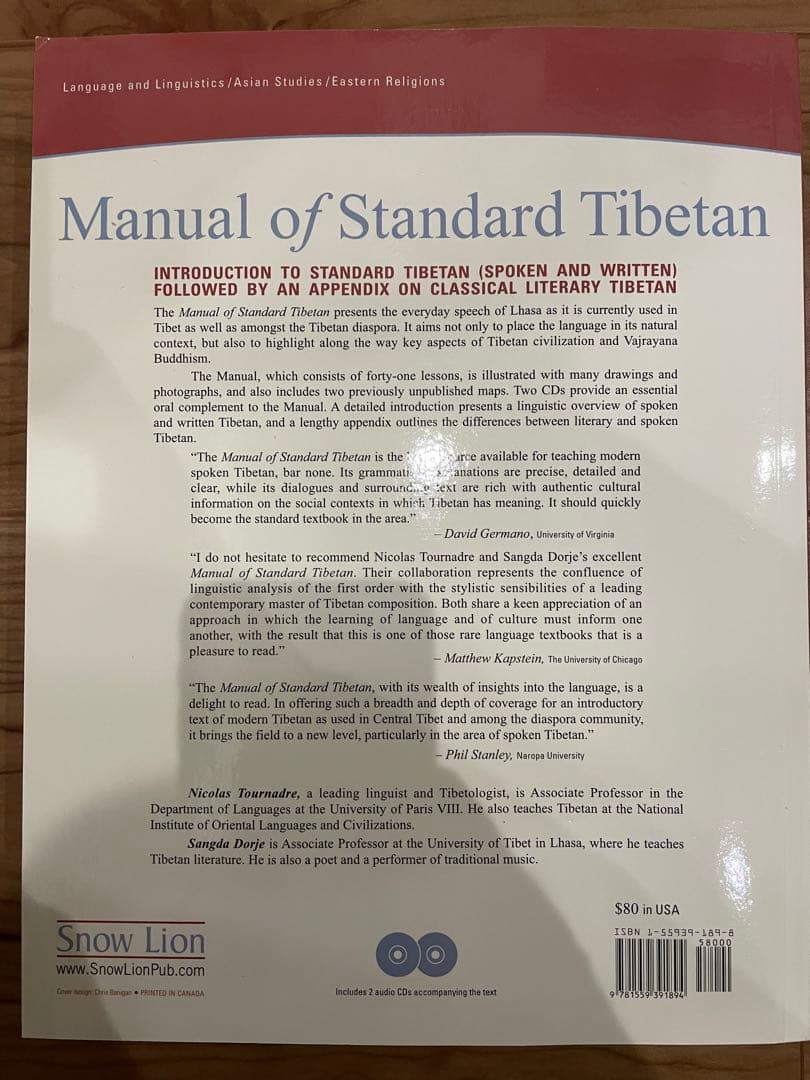 Language and Linguistics/Asian Studies/Eastern Religions
Manual of Standard Tibetan
INTRODUCTION TO STANDARD TIBETAN (SPOKEN AND WRITTEN)
FOLLOWED BY AN APPENDIX ON CLASSICAL LITERARY TIBETAN
The Manual of Standard Tibetan presents the everyday speech of Lhasa as it is currently used in
Tibet as well as amongst the Tibetan diaspora. It aims not only to place the language in its natural
context, but also to highlight along the way key aspects of Tibetan civilization and Vajrayana
Buddhism.
The Manual, which consists of forty-one lessons, is illustrated with many drawings and
photographs, and also includes two previously unpublished maps. Two CDs provide an essential
oral complement to the Manual. A detailed introduction presents a linguistic overview of spoken
and written Tibetan, and a lengthy appendix outlines the differences between literary and spoken
Tibetan.
“The Manual of Standard Tibetan is the available for teaching modern
spoken Tibetan, bar none. Its are precise, detailed and
clear, while its dialogues and surrounding text are rich with authentic cultural
information on the social contexts in which Tibetan has meaning. It should quickly
become the standard textbook in the area.”
– David Germano, University of Virginia
“I do not hesitate to recommend Nicolas Tournadre and Sangda Dorje’s excellent
Manual of Standard Tibetan. Their collaboration represents the confluence of
linguistic analysis of the first order with the stylistic sensibilities of a leading
contemporary master of Tibetan composition. Both share a keen appreciation of an
approach in which the learning of language and of culture must inform one
another, with the result that this is one of those rare language textbooks that is a
pleasure to read.”
– Matthew Kapstein, The University of Chicago
“The Manual of Standard Tibetan, with its wealth of insights into the language, is a
delight to read. In offering such a breadth and depth of coverage for an introductory
text of modern Tibetan as used in Central Tibet and among the diaspora community,
it brings the field to a new level, particularly in the area of spoken Tibetan.”
– Phil Stanley, Naropa University
Nicolas Tournadre, a leading linguist and Tibetologist, is Associate Professor in the
Department of Languages at the University of Paris VIII. He also teaches Tibetan at the National
Institute of Oriental Languages and Civilizations.
Sangda Dorje is Associate Professor at the University of Tibet in Lhasa, where he teaches
Tibetan literature. He is also a poet and a performer of traditional music.
$80 in USA
ISBN 1-55939-189-8
58000
9 781559 391894
Snow Lion
www.SnowLionPub.com
Cover design: Chris Banigan • PRINTED IN CANADA
Includes 2 audio CDs accompanying the text